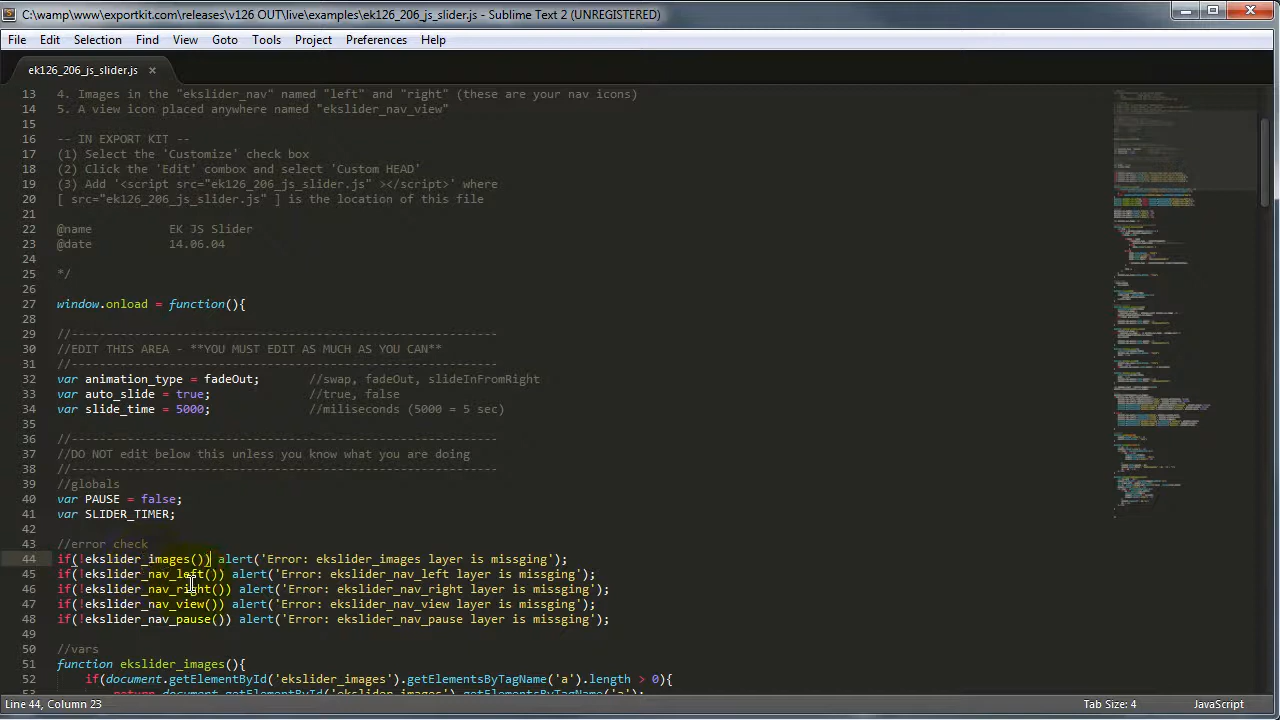 C:\wamp\www\exportkit.com\releases\v126 OUT\live\examples\ek126_206_js_slider.js - Sublime Text 2 (UNREGISTERED)
File Edit Selection Find View Goto Tools Project Preferences Help
ek126_206_js_slider.js ×
13 4. Images in the "ekslider_nav" named "left" and "right" (these are your nav icons)
14 5. A view icon placed anywhere named "ekslider_nav_view"
15
16 -- IN EXPORT KIT --
17 (1) Select the 'Customize' check box
18 (2) Click the 'Edit' combox and select 'Custom HEAD'
19 (3) Add '<script src="ek126_206_js_slider.js" ></script>' where
20 [ src="ek126_206_js_slider.js" ] is the location of this file
21
22 @name EK JS Slider
23 @date 14.06.04
24
25 */
26
27 window.onload = function(){
28
29 //-------------------------------------------------------------
30 //EDIT THIS AREA - **YOU MUST EDIT AS MUCH AS YOU CAN**
31 //-------------------------------------------------------------
32 var animation_type = fadeOut; //swap, fadeOut, slideInFromRight
33 var auto_slide = true; //true, false
34 var slide_time = 5000; //miliseconds (5000 = 5 sec)
35
36 //-------------------------------------------------------------
37 //DO NOT edit below this unless you know what you are doing
38 //-------------------------------------------------------------
39 //globals
40 var PAUSE = false;
41 var SLIDER_TIMER;
42
43 //error check
44 if(!ekslider_images()) alert('Error: ekslider_images layer is missging');
45 if(!ekslider_nav_left()) alert('Error: ekslider_nav_left layer is missging');
46 if(!ekslider_nav_right()) alert('Error: ekslider_nav_right layer is missging');
47 if(!ekslider_nav_view()) alert('Error: ekslider_nav_view layer is missging');
48 if(!ekslider_nav_pause()) alert('Error: ekslider_nav_pause layer is missging');
49
50 //vars
51 function ekslider_images(){
52 if(document.getElementById('ekslider_images').getElementsByTagName('a').length > 0){
53 return document.getElementById('ekslider_images').getElementsByTagName('a');
Line 44, Column 23 Tab Size: 4 JavaScript